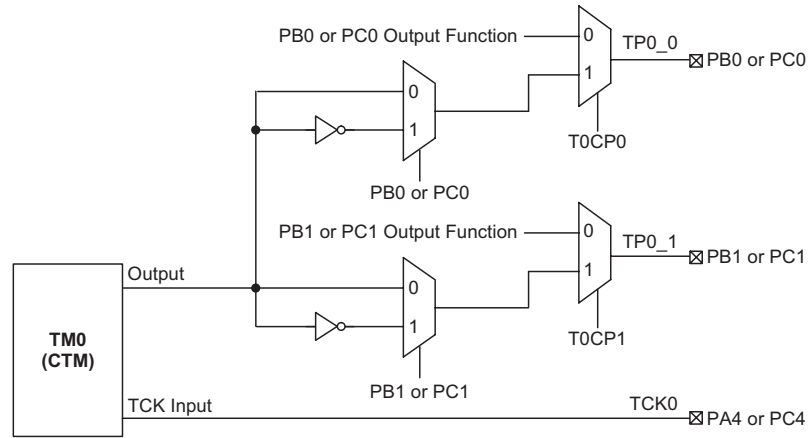 PB0 or PC0 Output Function
0
TP0_0
PB0 or PC0
1
0
1
T0CP0
PB0 or PC0
PB1 or PC1 Output Function
0
TP0_1
PB1 or PC1
Output
0
1
1
T0CP1
TM0
(CTM)
PB1 or PC1
TCK Input
TCK0
PA4 or PC4